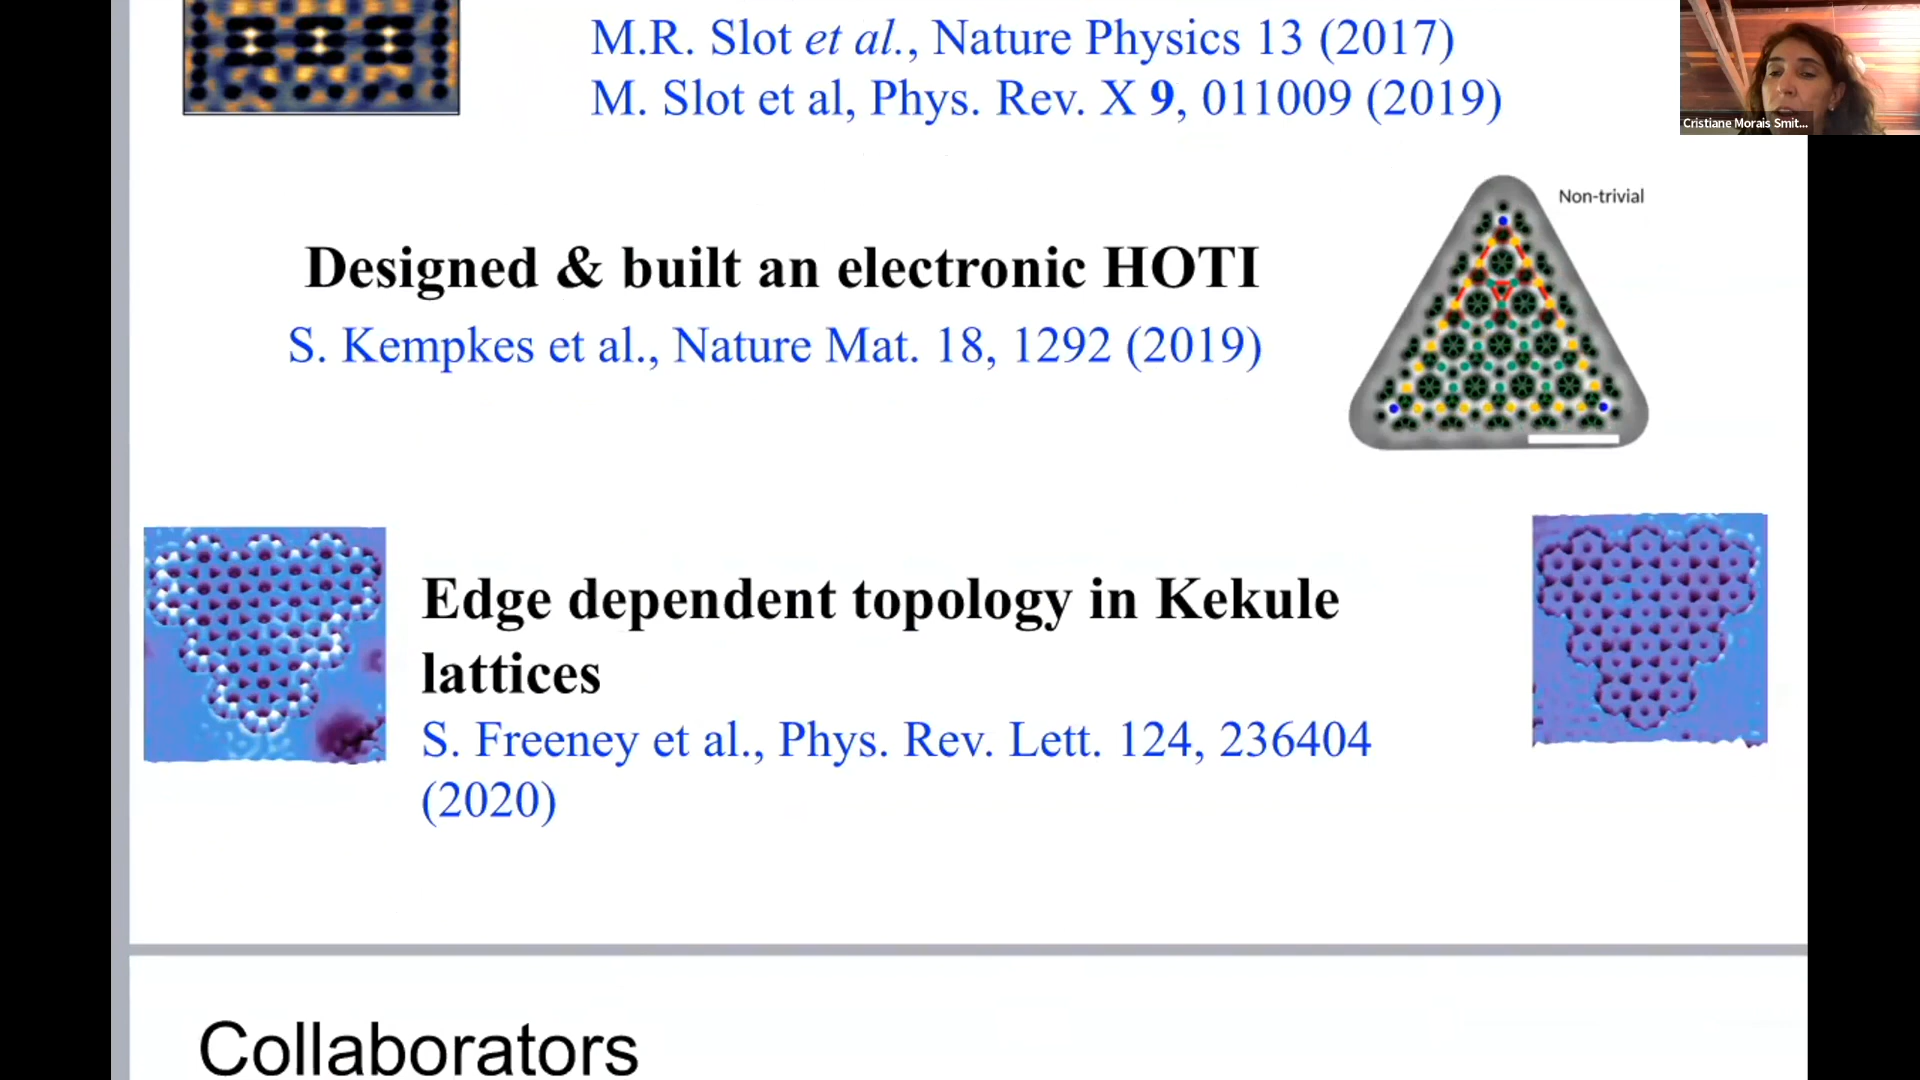 M.R. Slot et al., Nature Physics 13 (2017)
M. Slot et al, Phys. Rev. X 9, 011009 (2019)
Cristiane Morais Smit...
Non-trivial
Designed & built an electronic HOTI
S. Kempkes et al., Nature Mat. 18, 1292 (2019)
Edge dependent topology in Kekule
lattices
S. Freeney et al., Phys. Rev. Lett. 124, 236404
(2020)
Collaborators